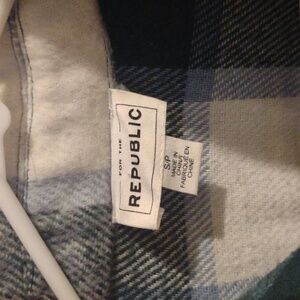 FOR THE
REPUBLIC
S/P
MADE IN
CHINA
FABRIQUÉ EN
CHINE